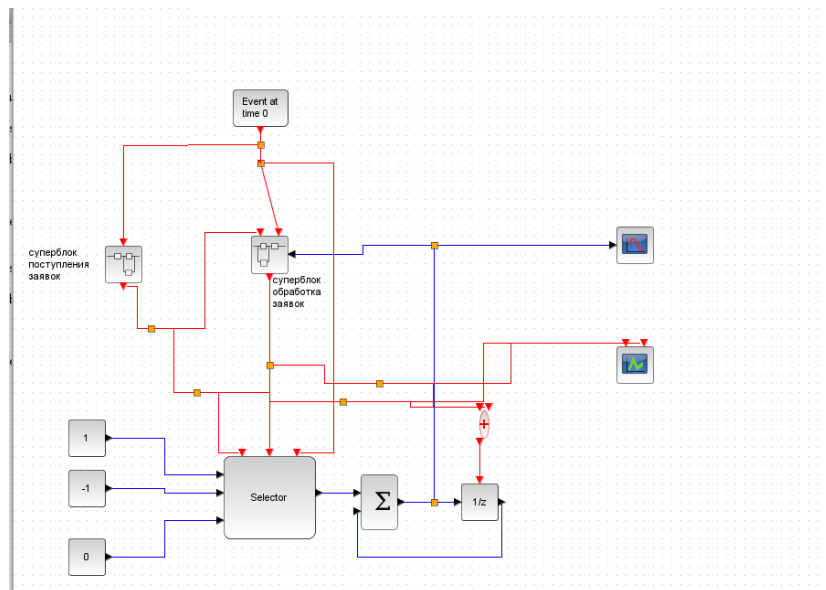 Event at
time 0
суперблок
поступления
заявок
суперблок
обработка
заявок
+
1
-1
0
Selector
Σ
1/z